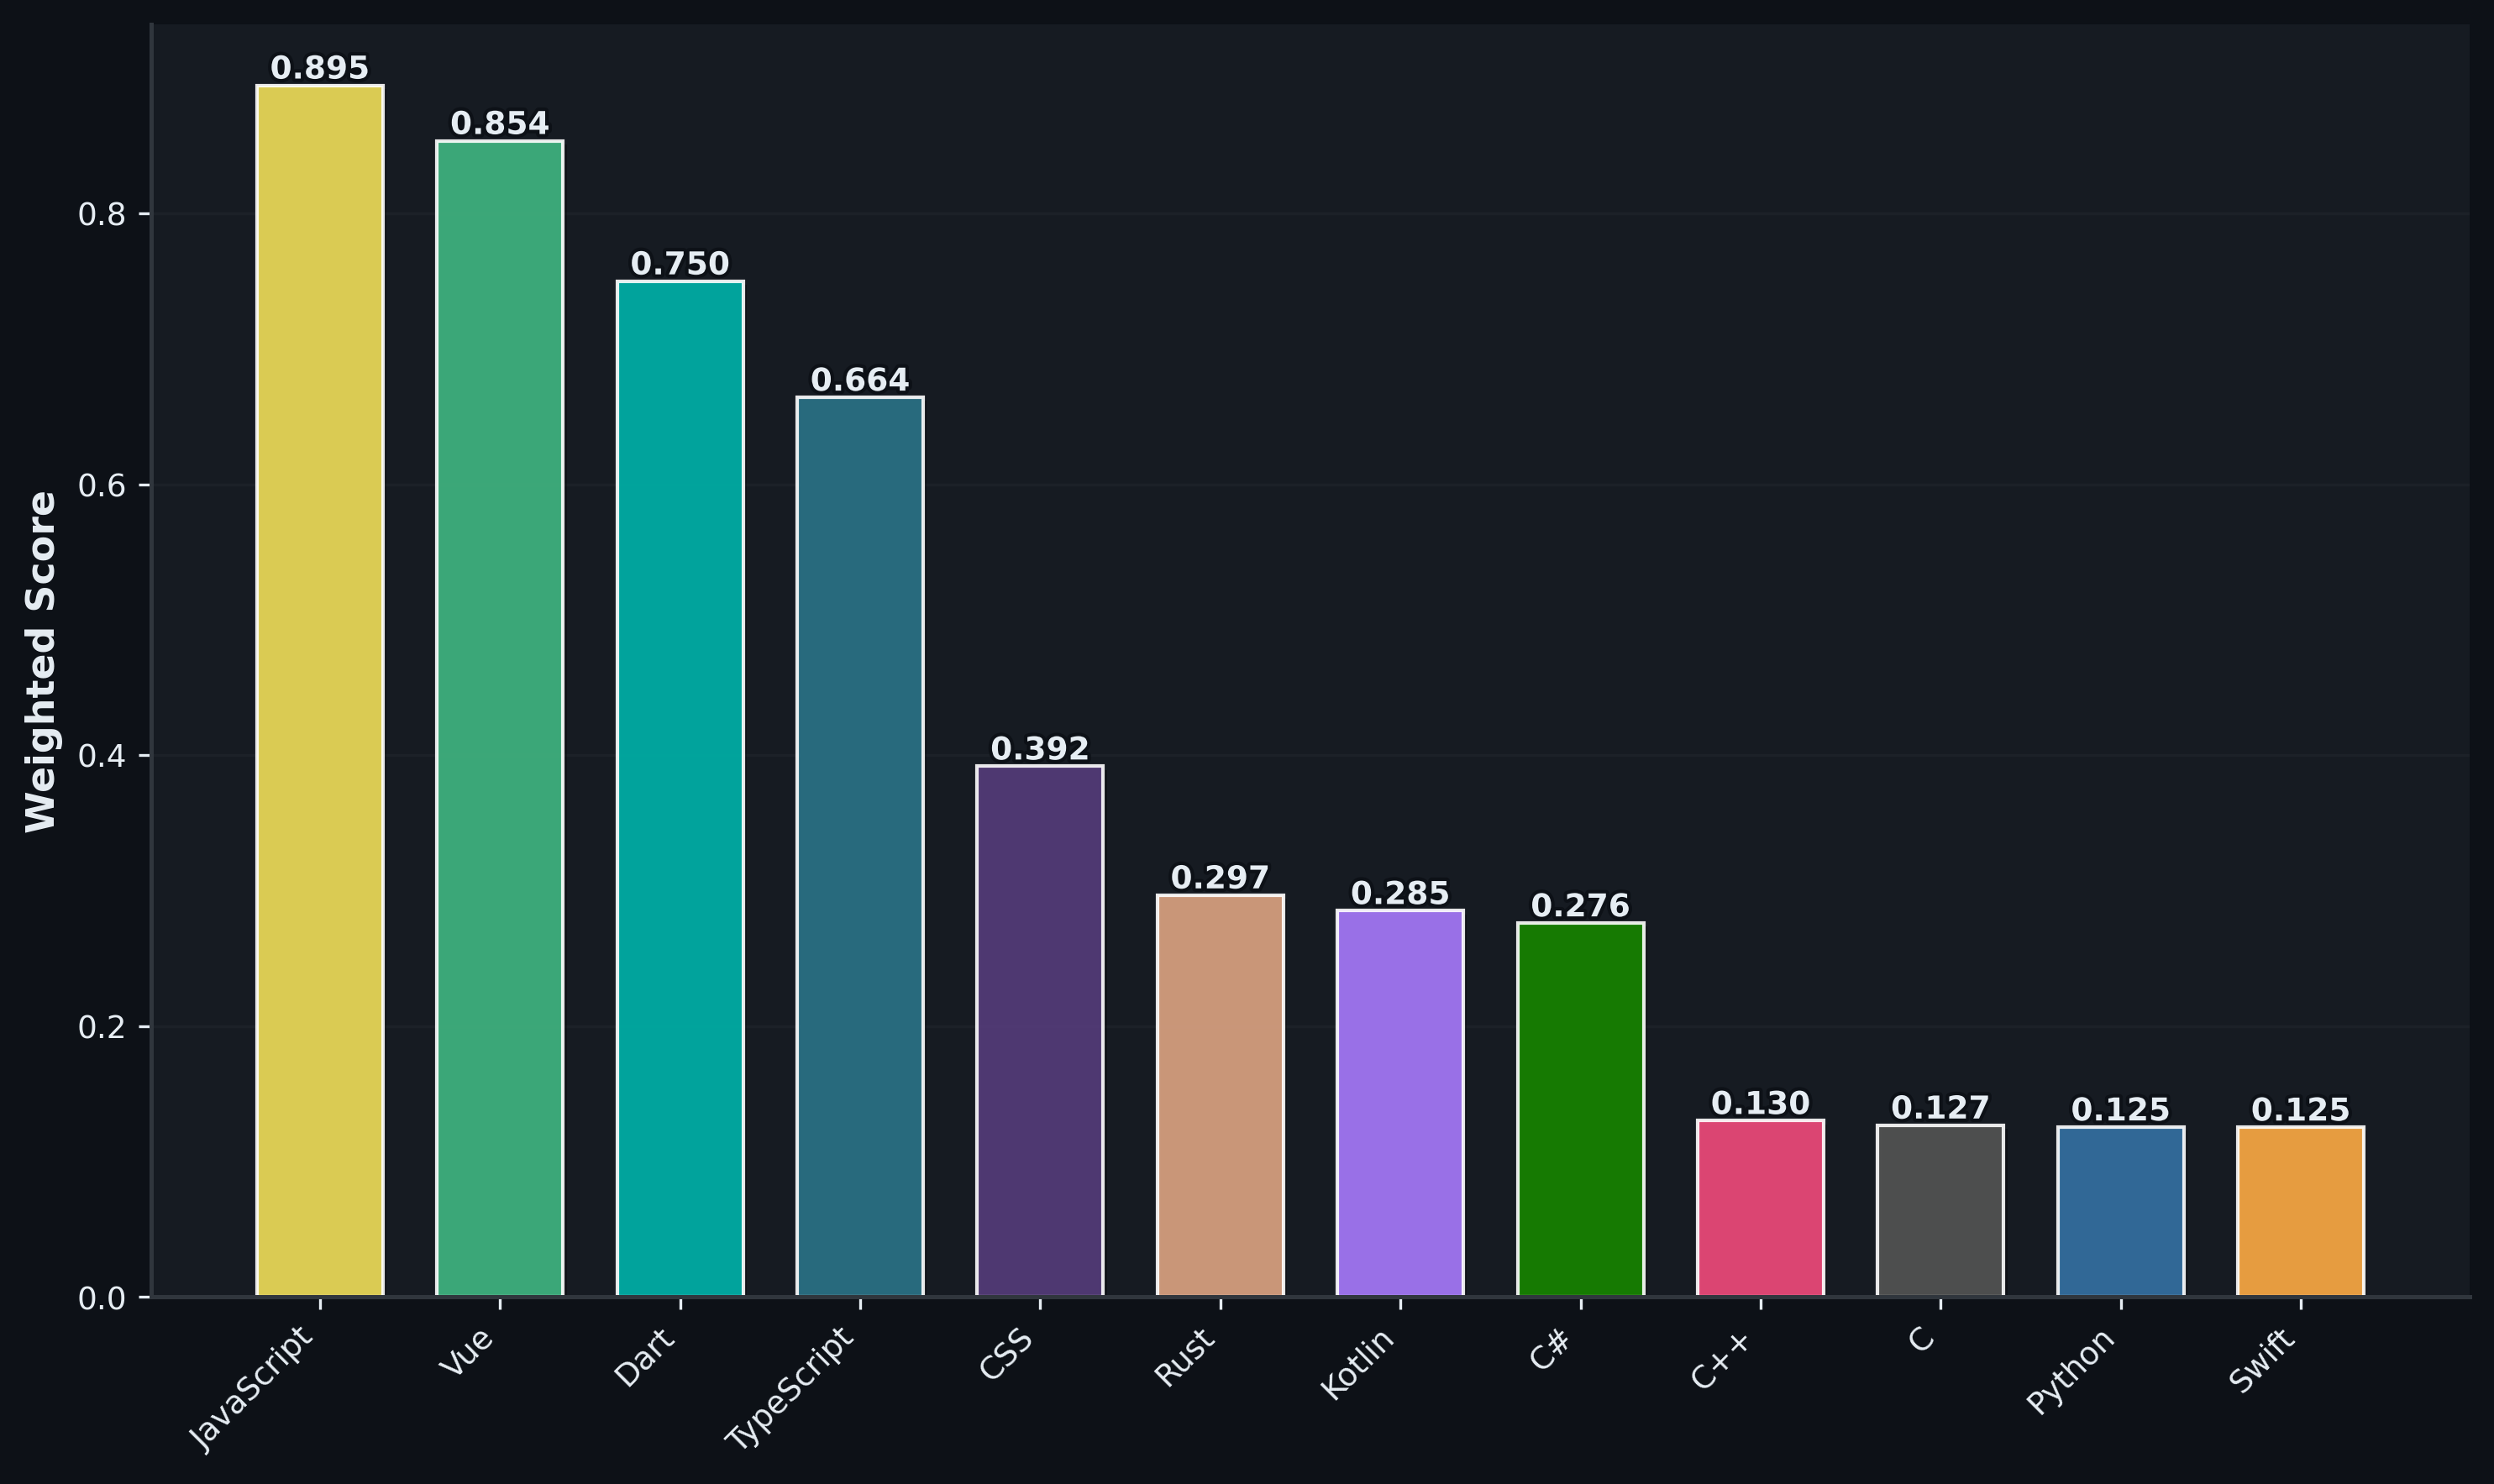 Weighted Score
0.8
0.6
0.4
0.2
0.0
0.895
0.854
0.750
0.664
0.392
0.297
0.285
0.276
0.130
0.127
0.125
0.125
JavaScript
Vue
Dart
TypeScript
CSS
Rust
Kotlin
C#
C++
C
Python
Swift